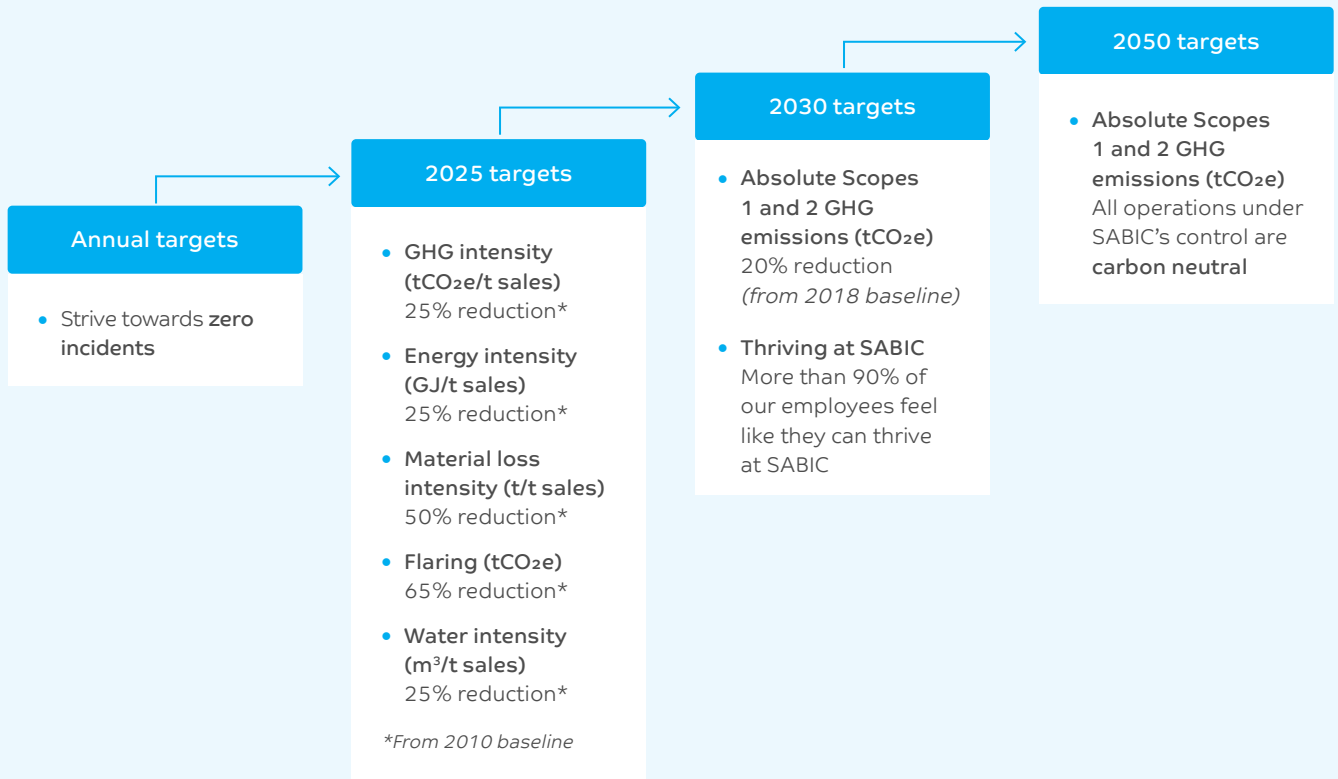 Annual targets
• Strive towards zero
incidents
2025 targets
• GHG intensity
(tCO₂e/t sales)
25% reduction*
• Energy intensity
(GJ/t sales)
25% reduction*
• Material loss
intensity (t/t sales)
50% reduction*
• Flaring (tCO₂e)
65% reduction*
• Water intensity
(m³/t sales)
25% reduction*
*From 2010 baseline
2030 targets
• Absolute Scopes
1 and 2 GHG
emissions (tCO₂e)
20% reduction
(from 2018 baseline)
• Thriving at SABIC
More than 90% of
our employees feel
like they can thrive
at SABIC
2050 targets
• Absolute Scopes
1 and 2 GHG
emissions (tCO₂e)
All operations under
SABIC’s control are
carbon neutral